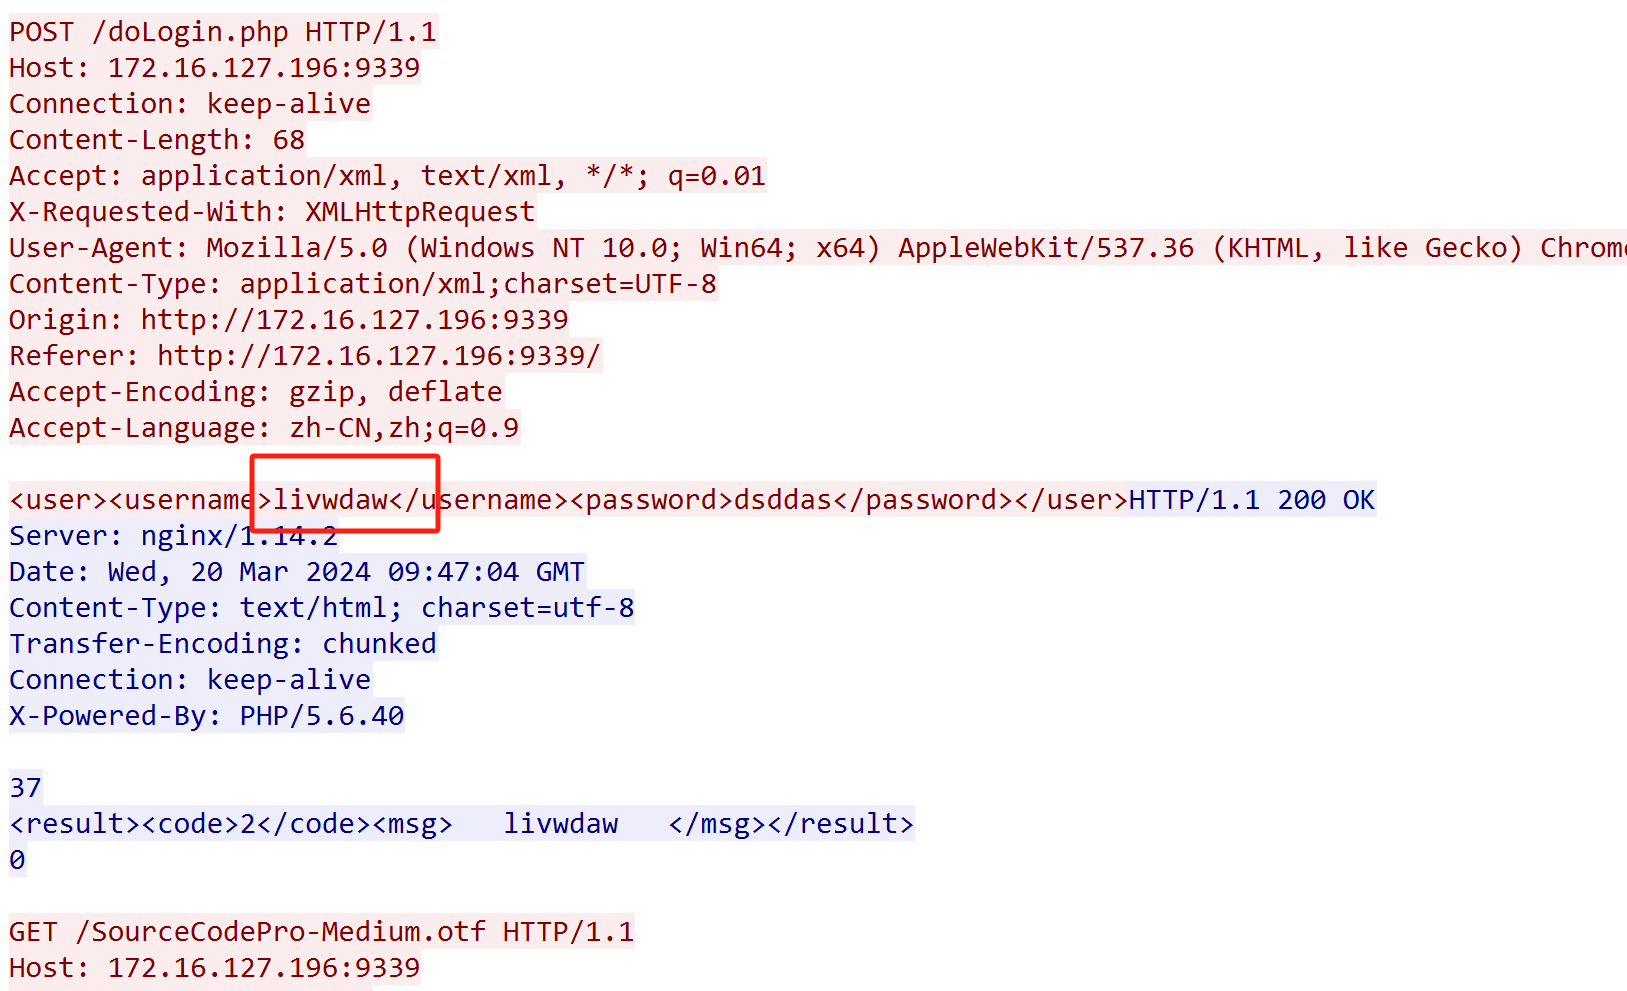 POST /doLogin.php HTTP/1.1
Host: 172.16.127.196:9339
Connection: keep-alive
Content-Length: 68
Accept: application/xml, text/xml, */*; q=0.01
X-Requested-With: XMLHttpRequest
User-Agent: Mozilla/5.0 (Windows NT 10.0; Win64; x64) AppleWebKit/537.36 (KHTML, like Gecko)
Content-Type: application/xml;charset=UTF-8
Origin: http://172.16.127.196:9339
Referer: http://172.16.127.196:9339/
Accept-Encoding: gzip, deflate
Accept-Language: zh-CN,zh;q=0.9
<user><username>livwdaw</username><password>dsddas</password></user>HTTP/1.1 200 OK
Server: nginx/1.14.2
Date: Wed, 20 Mar 2024 09:47:04 GMT
Content-Type: text/html; charset=utf-8
Transfer-Encoding: chunked
Connection: keep-alive
X-Powered-By: PHP/5.6.40
37
<result><code>2</code><msg>   livwdaw   </msg></result>
0
GET /SourceCodePro-Medium.otf HTTP/1.1
Host: 172.16.127.196:9339